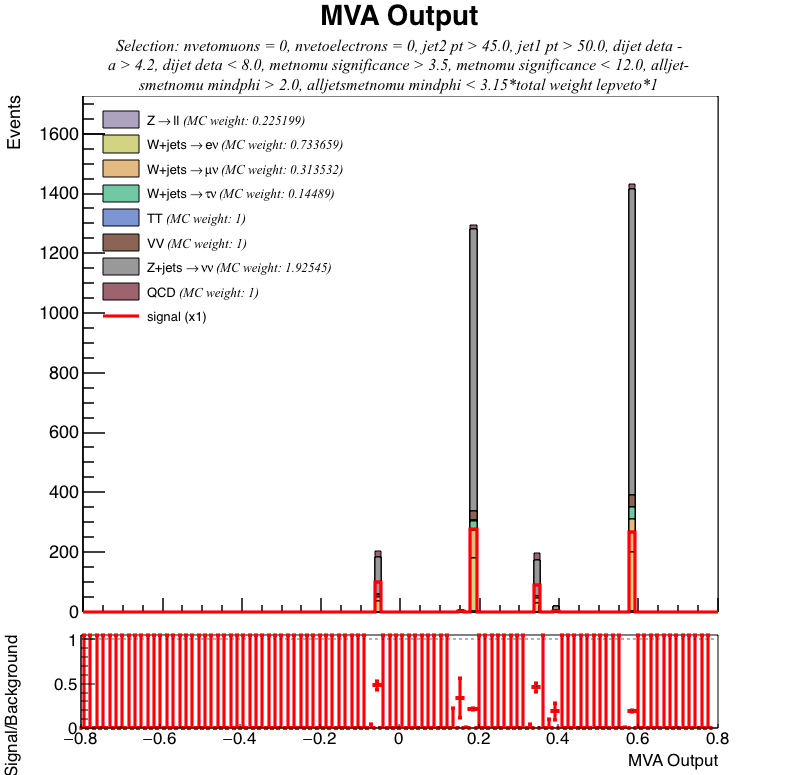 MVA Output
Selection: nvetomuons = 0, nvetoelectrons = 0, jet2 pt > 45.0, jet1 pt > 50.0, dijet deta -
a > 4.2, dijet deta < 8.0, metnomu significance > 3.5, metnomu significance < 12.0, alljet-
smetnomu mindphi > 2.0, alljetsmetnomu mindphi < 3.15*total weight lepveto*1
Events
1600
1400
1200
1000
800
600
400
200
0
Z→ll (MC weight: 0.225199)
W+jets→eν (MC weight: 0.733659)
W+jets→μν (MC weight: 0.313532)
W+jets→τν (MC weight: 0.14489)
TT (MC weight: 1)
VV (MC weight: 1)
Z+jets→νν (MC weight: 1.92545)
QCD (MC weight: 1)
signal (x1)
Signal/Background
1
0.5
0
−0.8 −0.6 −0.4 −0.2 0 0.2 0.4 0.6 0.8
MVA Output